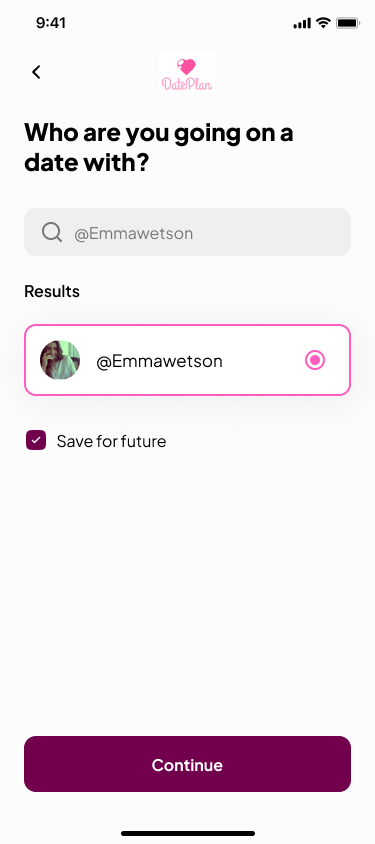 9:41
DatePlan
Who are you going on a
date with?
@Emmawetson
Results
@Emmawetson
Save for future
Continue